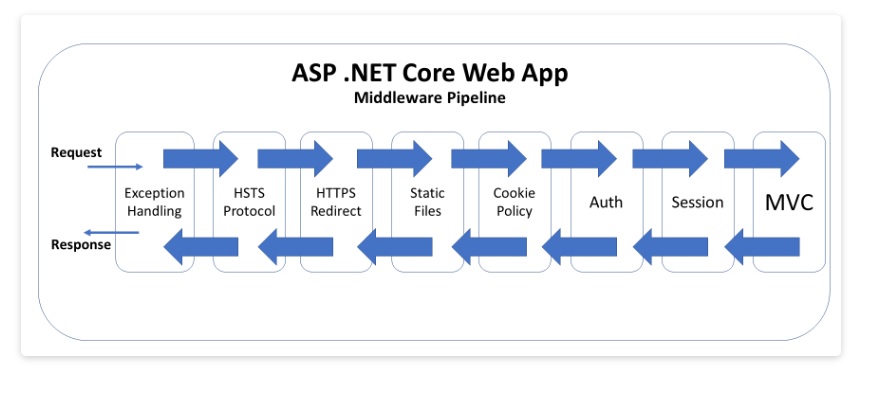 ASP .NET Core Web App
Middleware Pipeline
Request
Exception
Handling
HSTS
Protocol
HTTPS
Redirect
Static
Files
Cookie
Policy
Auth
Session
MVC
Response